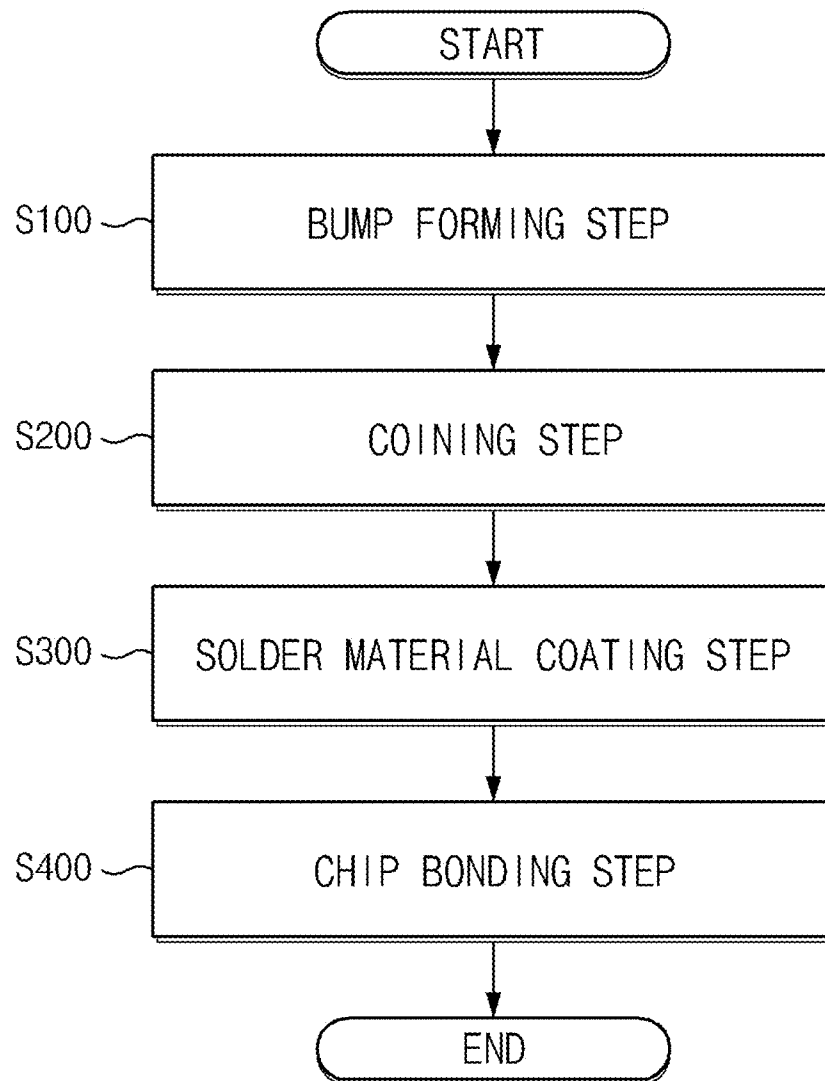 START
S100
BUMP FORMING STEP
S200
COINING STEP
S300
SOLDER MATERIAL COATING STEP
S400
CHIP BONDING STEP
END